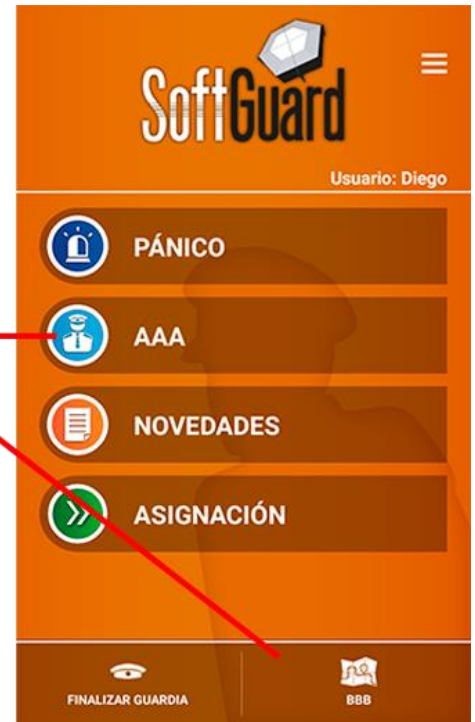 SoftGuard
Usuario: Diego
PÁNICO
AAA
NOVEDADES
ASIGNACIÓN
FINALIZAR GUARDIA
BBB